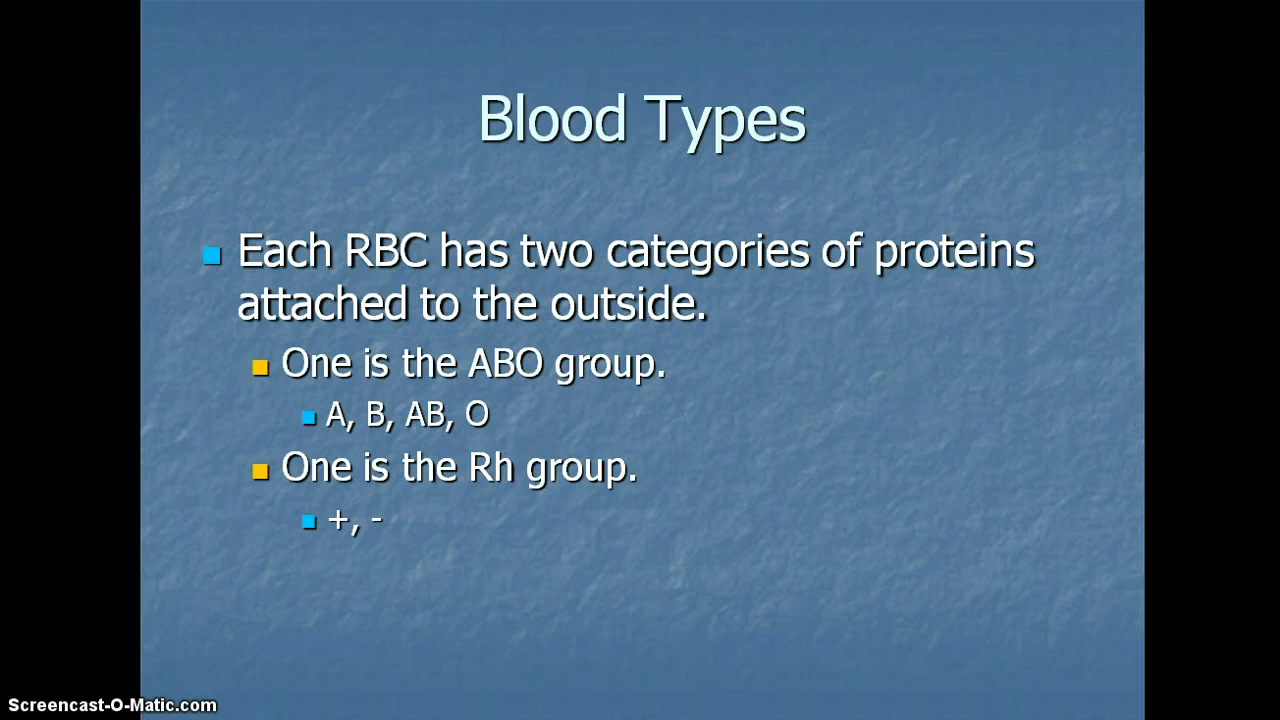 Blood Types
Each RBC has two categories of proteins
attached to the outside.
One is the ABO group.
A, B, AB, O
One is the Rh group.
+, -
Screencast-O-Matic.com